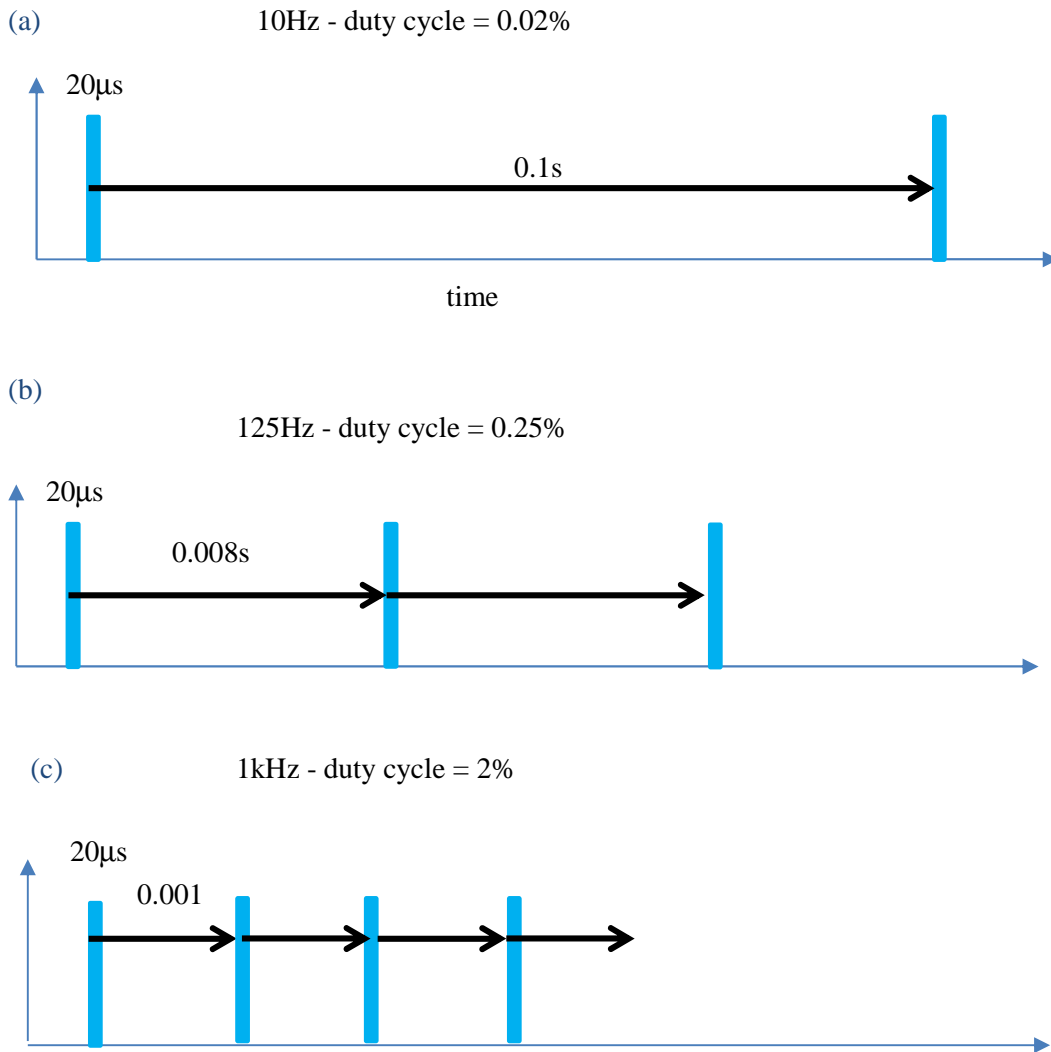 (a)
10Hz - duty cycle = 0.02%
20μs
0.1s
time
(b)
125Hz - duty cycle = 0.25%
20μs
0.008s
(c)
1kHz - duty cycle = 2%
20μs
0.001